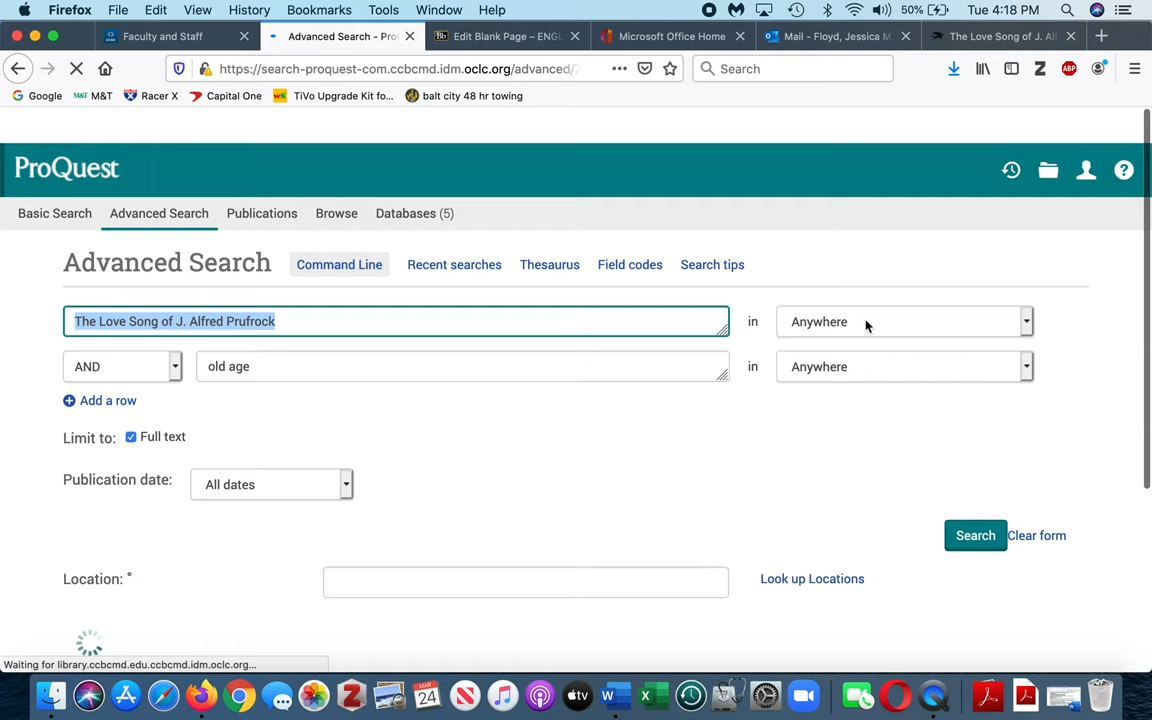 Firefox File Edit View History Bookmarks Tools Window Help 50% Tue 4:18 PM
Faculty and Staff Advanced Search - Pro Edit Blank Page – ENGL Microsoft Office Home Mail - Floyd, Jessica M The Love Song of J. Alf
https://search-proquest-com.ccbcmd.idm.oclc.org/advanced/ Search ABP
Google M&T M&T Racer X Capital One TiVo Upgrade Kit fo... balt city 48 hr towing
ProQuest
Basic Search Advanced Search Publications Browse Databases (5)
Advanced Search Command Line Recent searches Thesaurus Field codes Search tips
The Love Song of J. Alfred Prufrock in Anywhere
AND old age in Anywhere
Add a row
Limit to: Full text
Publication date: All dates
Search Clear form
Location: ° Look up Locations
Waiting for library.ccbcmd.edu.ccbcmd.idm.oclc.org...
MAR 24 tv W X